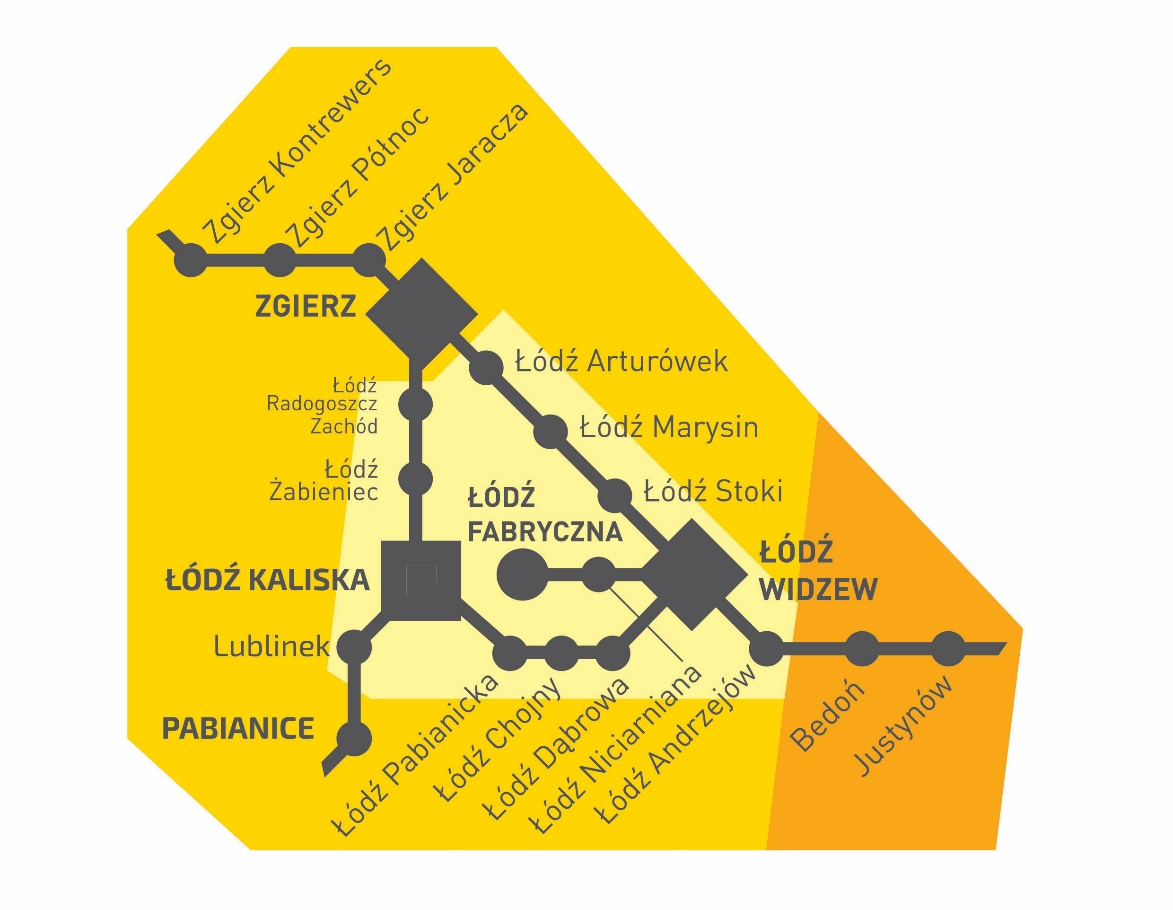 Zgierz Kontrewers
Zgierz Północ
Zgierz Jaracza
ZGIERZ
Łódź Arturówek
Łódź
Radogoszcz
Zachód
Łódź Marysin
Łódź
Żabieniec
ŁÓDŹ
FABRYCZNA
Łódź Stoki
ŁÓDŹ KALISKA
ŁÓDŹ
WIDZEW
Lublinek
PABIANICE
Łódź Pabianicka
Łódź Chojny
Łódź Dąbrowa
Łódź Niciarniana
Łódź Andrzejów
Bedoń
Justynów